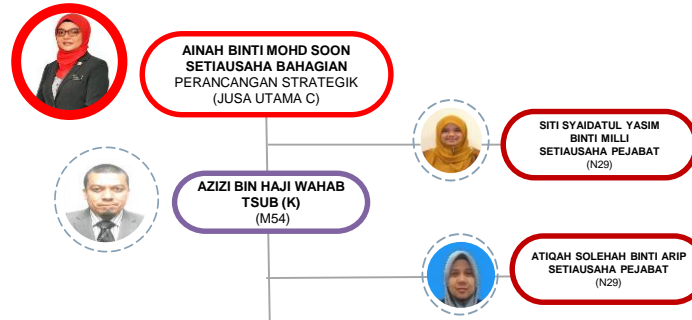 AINAH BINTI MOHD SOON
SETIAUSAHA BAHAGIAN
PERANCANGAN STRATEGIK
(JUSA UTAMA C)
SITI SYAIDATUL YASIM
BINTI MILLI
SETIAUSAHA PEJABAT
(N29)
AZIZI BIN HAJI WAHAB
TSUB (K)
(M54)
ATIQAH SOLEHAH BINTI ARIP
SETIAUSAHA PEJABAT
(N29)